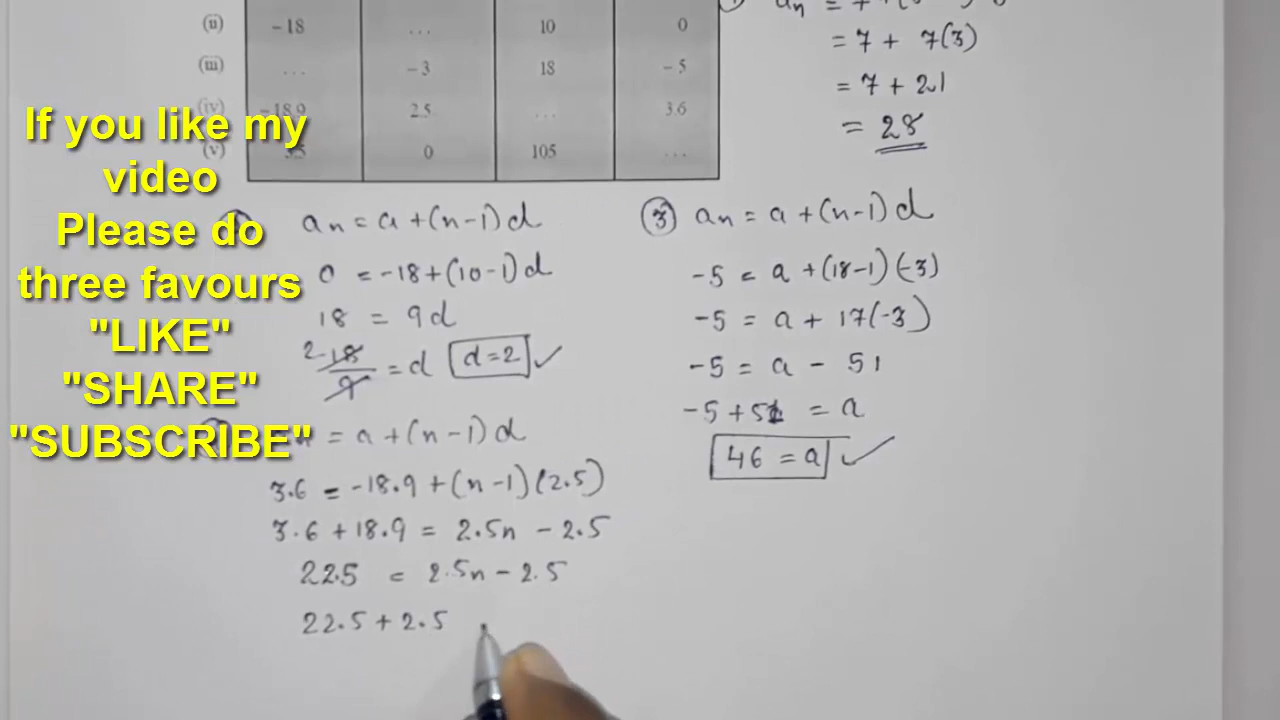 (ii) -18 ... 10 0
(iii) ... -3 18 -5
(iv) -18.9 2.5 ... 3.6
(v) 3.5 0 105 ...
= 7 + 7(3)
= 7 + 21
= 28
If you like my
video
Please do
three favours
"LIKE"
"SHARE"
"SUBSCRIBE"
an = a + (n-1)d
0 = -18 + (10-1)d
18 = 9d
2 18/9 = d d = 2 ✓
= a + (n-1)d
3.6 = -18.9 + (n-1)(2.5)
3.6 + 18.9 = 2.5n - 2.5
22.5 = 2.5n - 2.5
22.5 + 2.5
③ an = a + (n-1)d
-5 = a + (18-1)(-3)
-5 = a + 17(-3)
-5 = a - 51
-5 + 51 = a
46 = a ✓